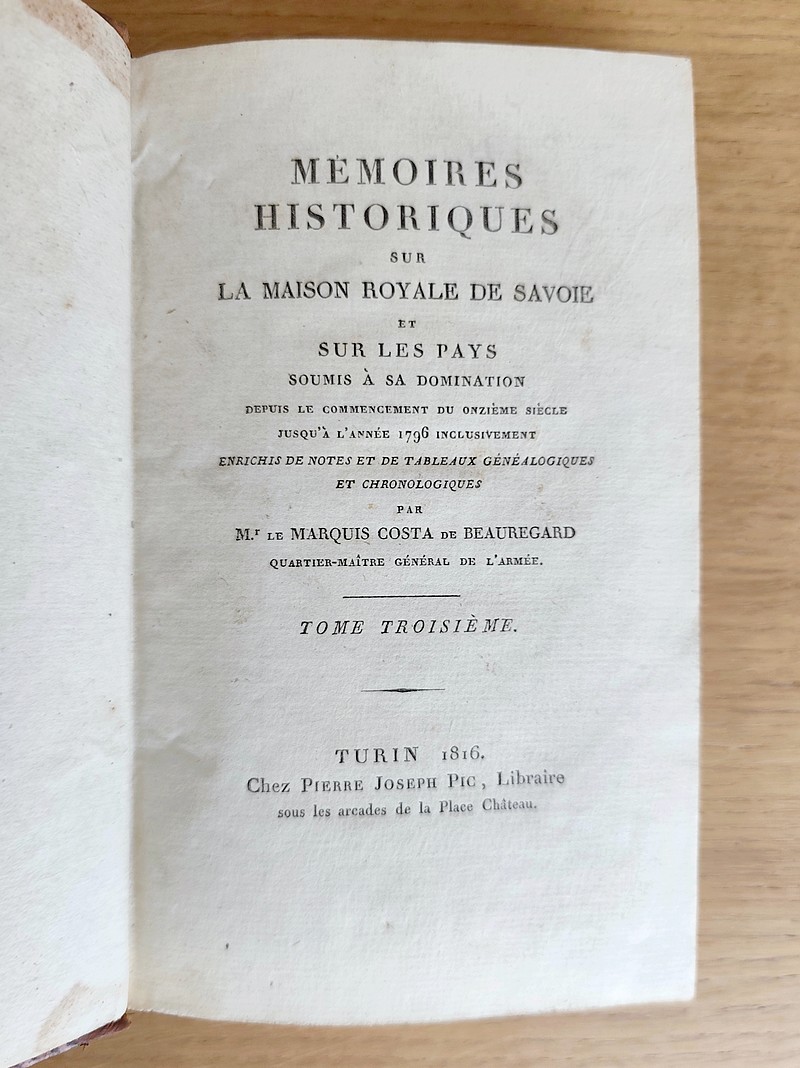 MÉMOIRES
HISTORIQUES
SUR
LA MAISON ROYALE DE SAVOIE
ET
SUR LES PAYS
SOUMIS À SA DOMINATION
DEPUIS LE COMMENCEMENT DU ONZIÈME SIÈCLE
JUSQU'À L'ANNÉE 1796 INCLUSIVEMENT
ENRICHIS DE NOTES ET DE TABLEAUX GÉNÉALOGIQUES
ET CHRONOLOGIQUES
PAR
M.r LE MARQUIS COSTA DE BEAUREGARD
QUARTIER-MAÎTRE GÉNÉRAL DE L'ARMÉE.
TOME TROISIÈME.
TURIN 1816.
Chez PIERRE JOSEPH PIC, Libraire
sous les arcades de la Place Château.